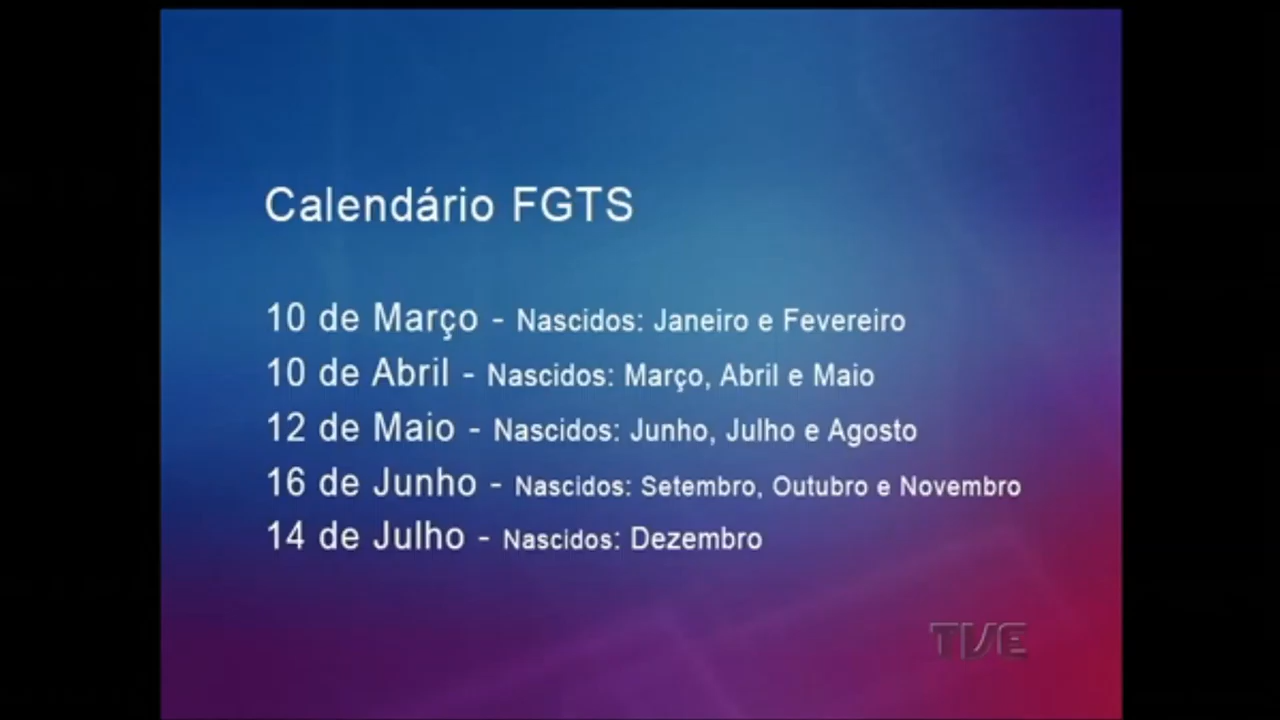 Calendário FGTS
10 de Março - Nascidos: Janeiro e Fevereiro
10 de Abril - Nascidos: Março, Abril e Maio
12 de Maio - Nascidos: Junho, Julho e Agosto
16 de Junho - Nascidos: Setembro, Outubro e Novembro
14 de Julho - Nascidos: Dezembro
TVE